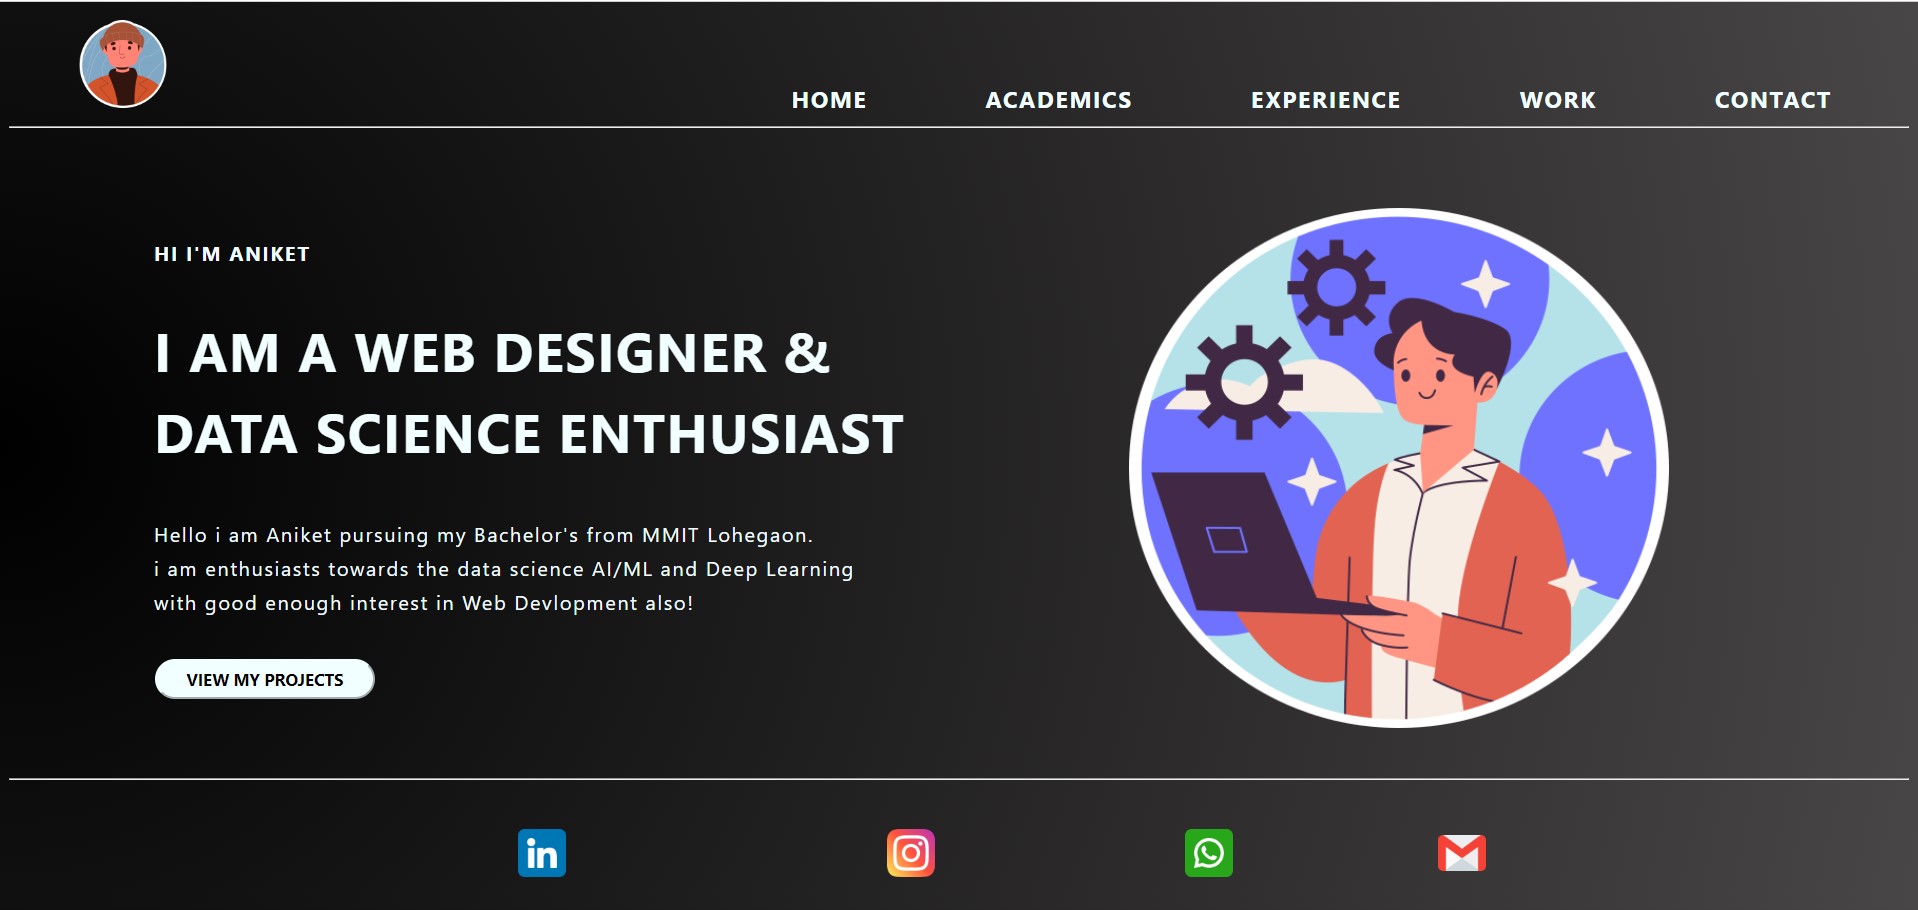 HOME ACADEMICS EXPERIENCE WORK CONTACT
HI I'M ANIKET
I AM A WEB DESIGNER &
DATA SCIENCE ENTHUSIAST
Hello i am Aniket pursuing my Bachelor's from MMIT Lohegaon.
i am enthusiasts towards the data science AI/ML and Deep Learning
with good enough interest in Web Devlopment also!
VIEW MY PROJECTS
in